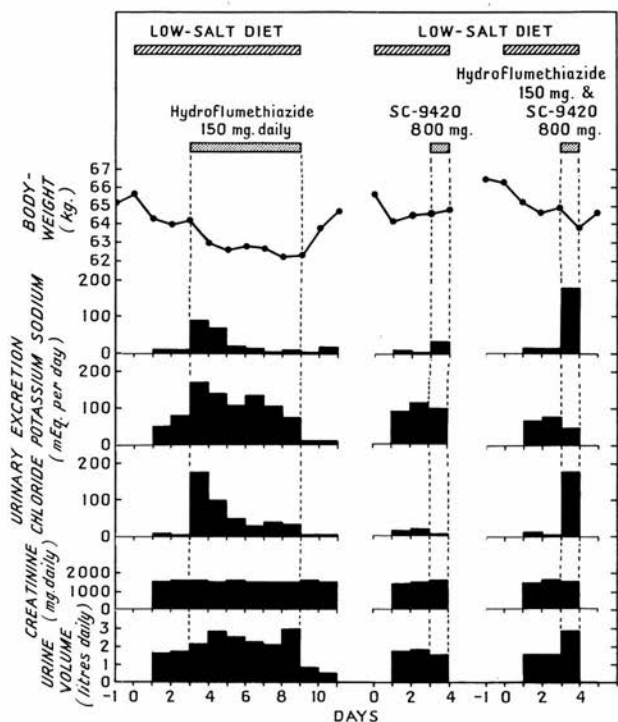 LOW-SALT DIET
LOW-SALT DIET
Hydroflumethiazide
150 mg. daily
SC-9420
800 mg.
Hydroflumethiazide
150 mg. &
SC-9420
800 mg.
BODY-
WEIGHT
(kg.)
67
66
65
64
63
62
URINARY EXCRETION
CHLORIDE POTASSIUM SODIUM
(mEq. per day)
200
100
0
100
0
200
100
0
CREATININE
(mg. daily)
2000
1000
0
URINE
VOLUME
(litres daily)
3
2
1
0
-1 0 2 4 6 8 10
0 2 4
-1 0 2 4
DAYS